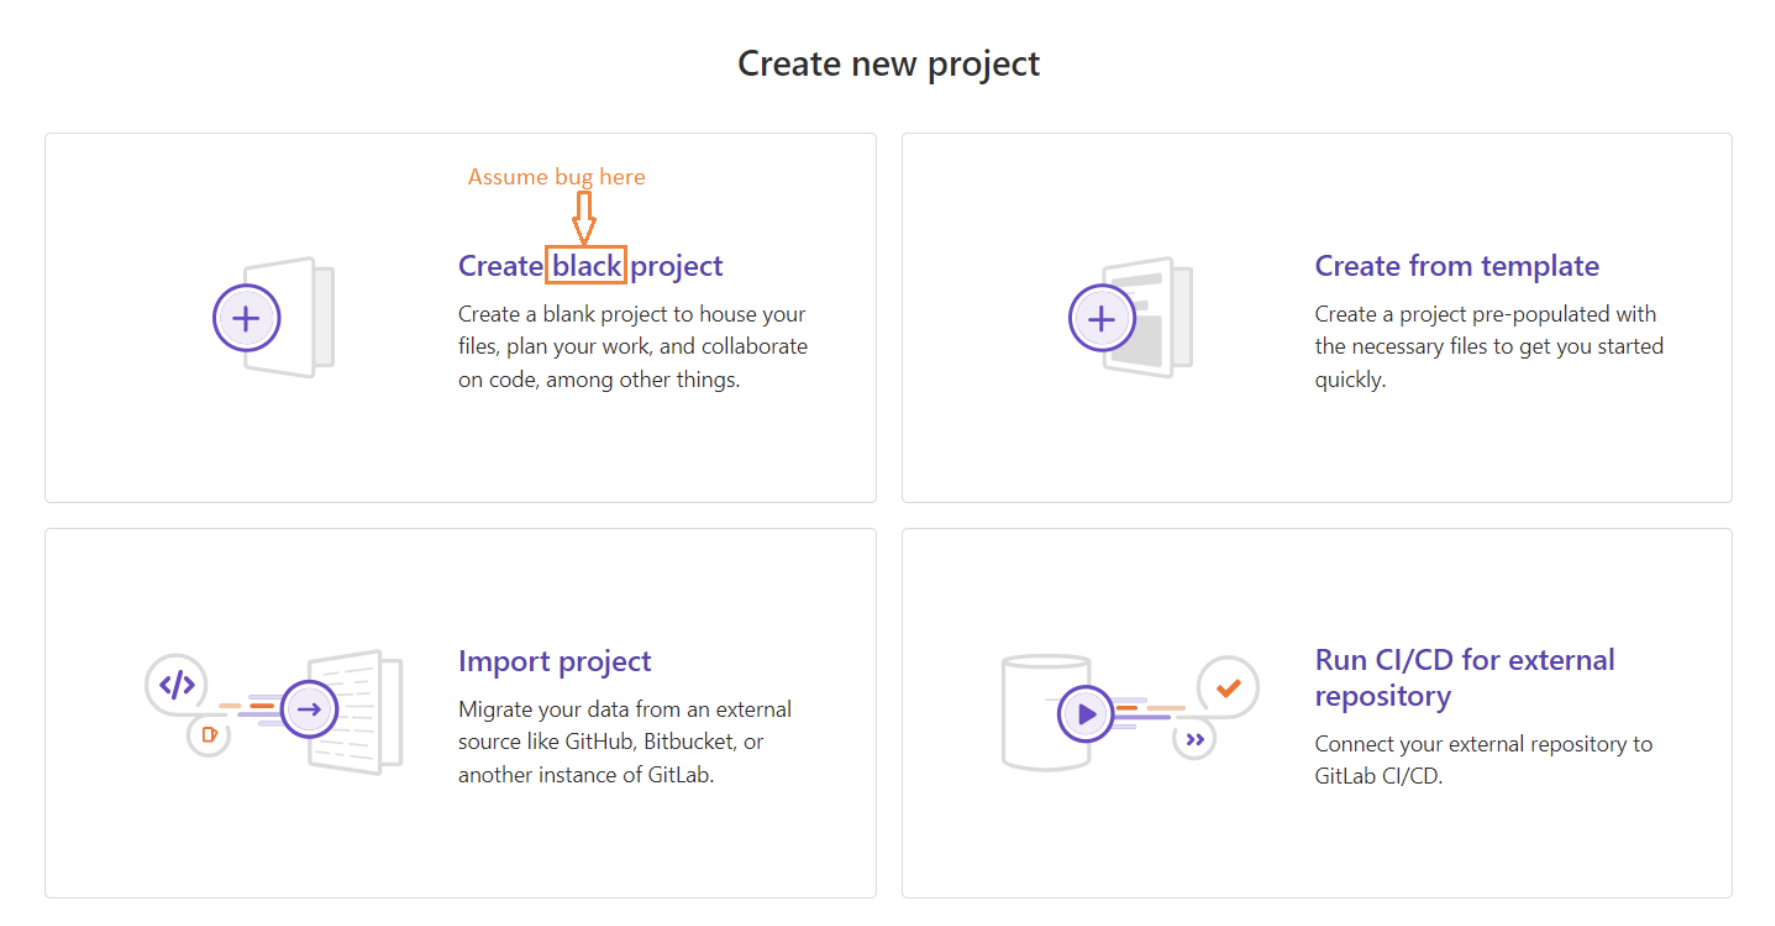 Create new project
Assume bug here
Create black project
Create a blank project to house your
files, plan your work, and collaborate
on code, among other things.
Create from template
Create a project pre-populated with
the necessary files to get you started
quickly.
Import project
Migrate your data from an external
source like GitHub, Bitbucket, or
another instance of GitLab.
Run CI/CD for external
repository
Connect your external repository to
GitLab CI/CD.